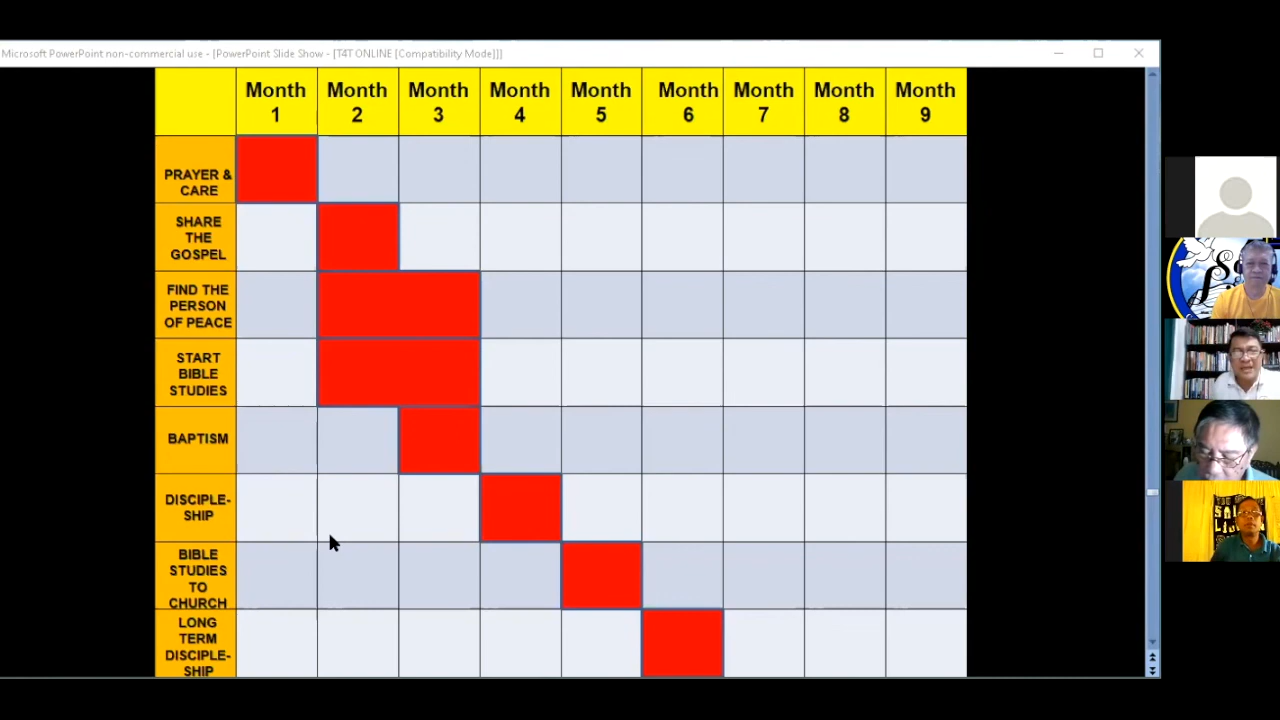 Microsoft PowerPoint non-commercial use - [PowerPoint Slide Show - [T4T ONLINE [Compatibility Mode]]]
Month Month Month Month Month Month Month Month Month
1 2 3 4 5 6 7 8 9
PRAYER &
CARE
SHARE
THE
GOSPEL
FIND THE
PERSON
OF PEACE
START
BIBLE
STUDIES
BAPTISM
DISCIPLE-
SHIP
BIBLE
STUDIES
TO
CHURCH
LONG
TERM
DISCIPLE-
SHIP